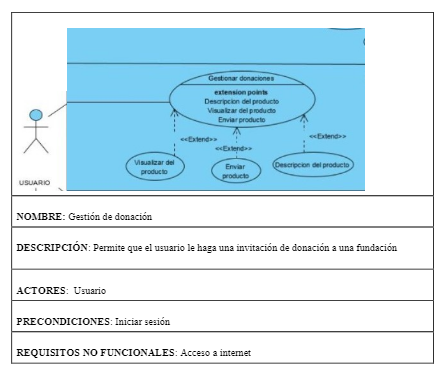 Gestionar donaciones
extension points
Descripcion del producto
Visualizar del producto
Enviar producto
<<Extend>>
<<Extend>>
<<Extend>>
Visualizar del
producto
Enviar
producto
Descripcion del producto
USUARIO
NOMBRE: Gestión de donación
DESCRIPCIÓN: Permite que el usuario le haga una invitación de donación a una fundación
ACTORES: Usuario
PRECONDICIONES: Iniciar sesión
REQUISITOS NO FUNCIONALES: Acceso a internet